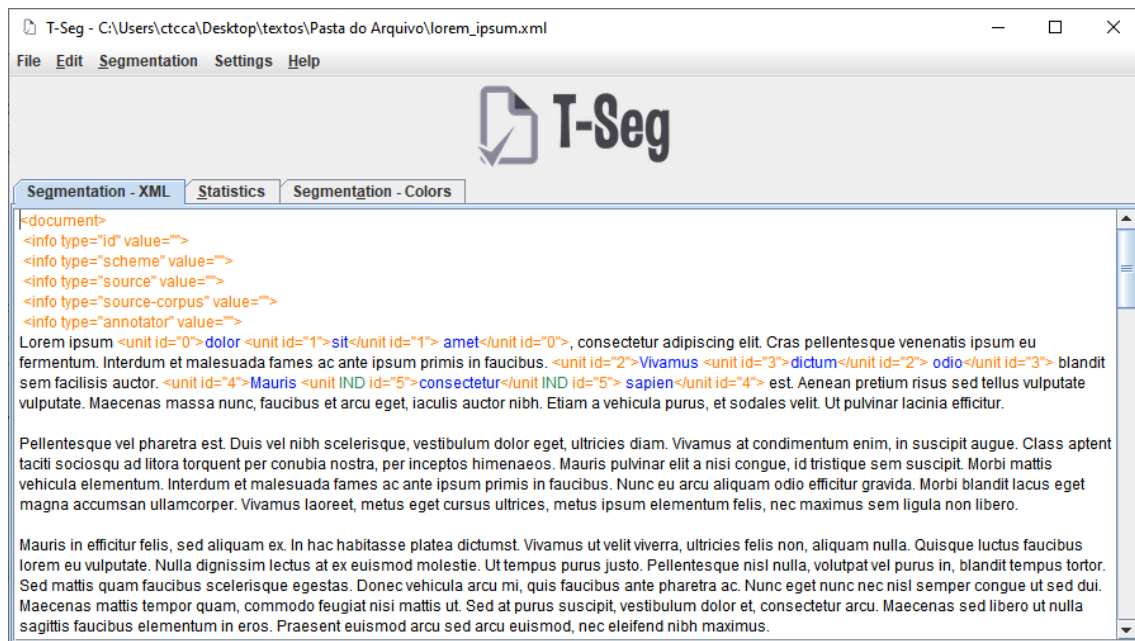 T-Seg - C:\Users\ctcca\Desktop\textos\Pasta do Arquivo\lorem_ipsum.xml
File Edit Segmentation Settings Help
T-Seg
Segmentation - XML Statistics Segmentation - Colors
<document>
<info type="id" value="">
<info type="scheme" value="">
<info type="source" value="">
<info type="source-corpus" value="">
<info type="annotator" value="">
Lorem ipsum <unit id="0">dolor <unit id="1">sit</unit id="1"> amet</unit id="0">, consectetur adipiscing elit. Cras pellentesque venenatis ipsum eu
fermentum. Interdum et malesuada fames ac ante ipsum primis in faucibus. <unit id="2">Vivamus <unit id="3">dictum</unit id="2"> odio</unit id="3"> blandit
sem facilisis auctor. <unit id="4">Mauris <unit IND id="5">consectetur</unit IND id="5"> sapien</unit id="4"> est. Aenean pretium risus sed tellus vulputate
vulputate. Maecenas massa nunc, faucibus et arcu eget, iaculis auctor nibh. Etiam a vehicula purus, et sodales velit. Ut pulvinar lacinia efficitur.
Pellentesque vel pharetra est. Duis vel nibh scelerisque, vestibulum dolor eget, ultricies diam. Vivamus at condimentum enim, in suscipit augue. Class aptent
taciti sociosqu ad litora torquent per conubia nostra, per inceptos himenaeos. Mauris pulvinar elit a nisi congue, id tristique sem suscipit. Morbi mattis
vehicula elementum. Interdum et malesuada fames ac ante ipsum primis in faucibus. Nunc eu arcu aliquam odio efficitur gravida. Morbi blandit lacus eget
magna accumsan ullamcorper. Vivamus laoreet, metus eget cursus ultrices, metus ipsum elementum felis, nec maximus sem ligula non libero.
Mauris in efficitur felis, sed aliquam ex. In hac habitasse platea dictumst. Vivamus ut velit viverra, ultricies felis non, aliquam nulla. Quisque luctus faucibus
lorem eu vulputate. Nulla dignissim lectus at ex euismod molestie. Ut tempus purus justo. Pellentesque nisl nulla, volutpat vel purus in, blandit tempus tortor.
Sed mattis quam faucibus scelerisque egestas. Donec vehicula arcu mi, quis faucibus ante pharetra ac. Nunc eget nunc nec nisl semper congue ut sed dui.
Maecenas mattis tempor quam, commodo feugiat nisi mattis ut. Sed at purus suscipit, vestibulum dolor et, consectetur arcu. Maecenas sed libero ut nulla
sagittis faucibus elementum in eros. Praesent euismod arcu sed arcu euismod, nec eleifend nibh maximus.